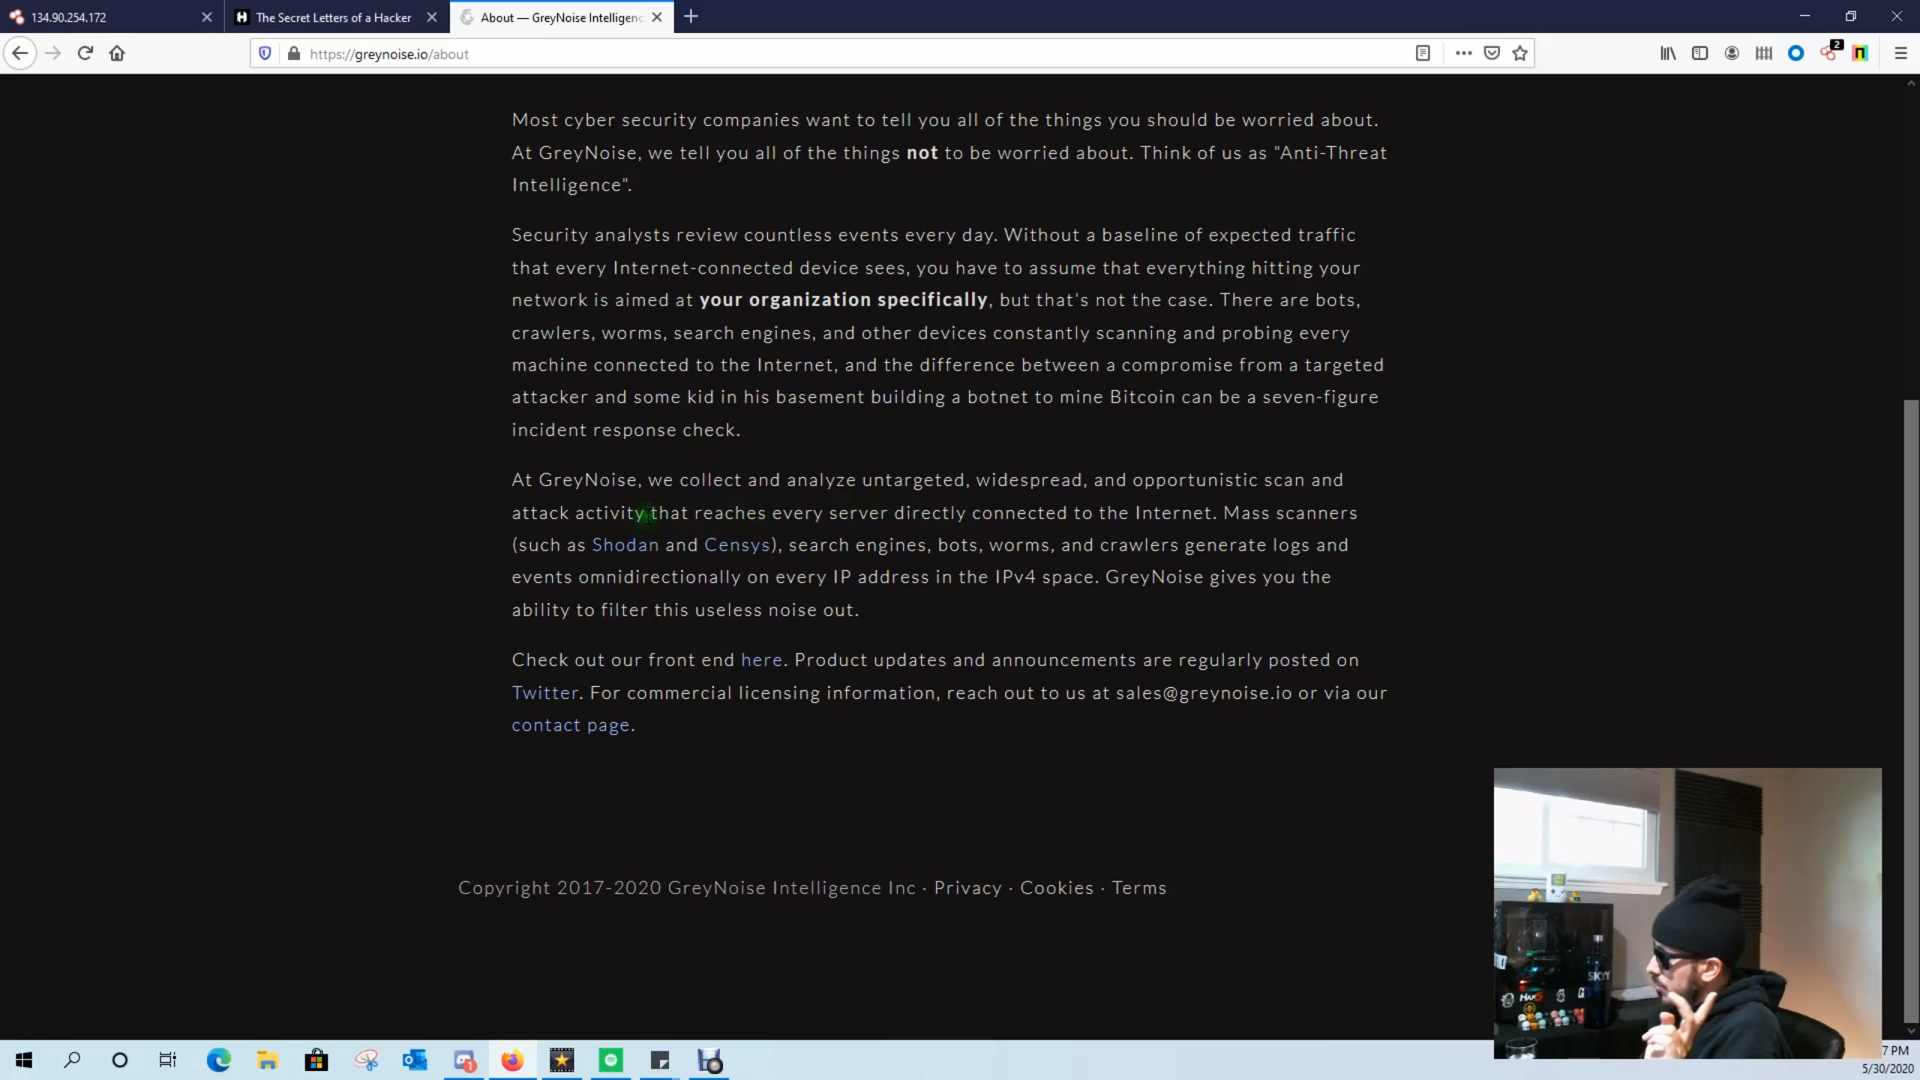 134.90.254.172
The Secret Letters of a Hacker
About — GreyNoise Intelligenc
https://greynoise.io/about
2
Most cyber security companies want to tell you all of the things you should be worried about.
At GreyNoise, we tell you all of the things not to be worried about. Think of us as "Anti-Threat
Intelligence".
Security analysts review countless events every day. Without a baseline of expected traffic
that every Internet-connected device sees, you have to assume that everything hitting your
network is aimed at your organization specifically, but that's not the case. There are bots,
crawlers, worms, search engines, and other devices constantly scanning and probing every
machine connected to the Internet, and the difference between a compromise from a targeted
attacker and some kid in his basement building a botnet to mine Bitcoin can be a seven-figure
incident response check.
At GreyNoise, we collect and analyze untargeted, widespread, and opportunistic scan and
attack activity that reaches every server directly connected to the Internet. Mass scanners
(such as Shodan and Censys), search engines, bots, worms, and crawlers generate logs and
events omnidirectionally on every IP address in the IPv4 space. GreyNoise gives you the
ability to filter this useless noise out.
Check out our front end here. Product updates and announcements are regularly posted on
Twitter. For commercial licensing information, reach out to us at sales@greynoise.io or via our
contact page.
Copyright 2017-2020 GreyNoise Intelligence Inc · Privacy · Cookies · Terms
SKYY
7 PM
5/30/2020